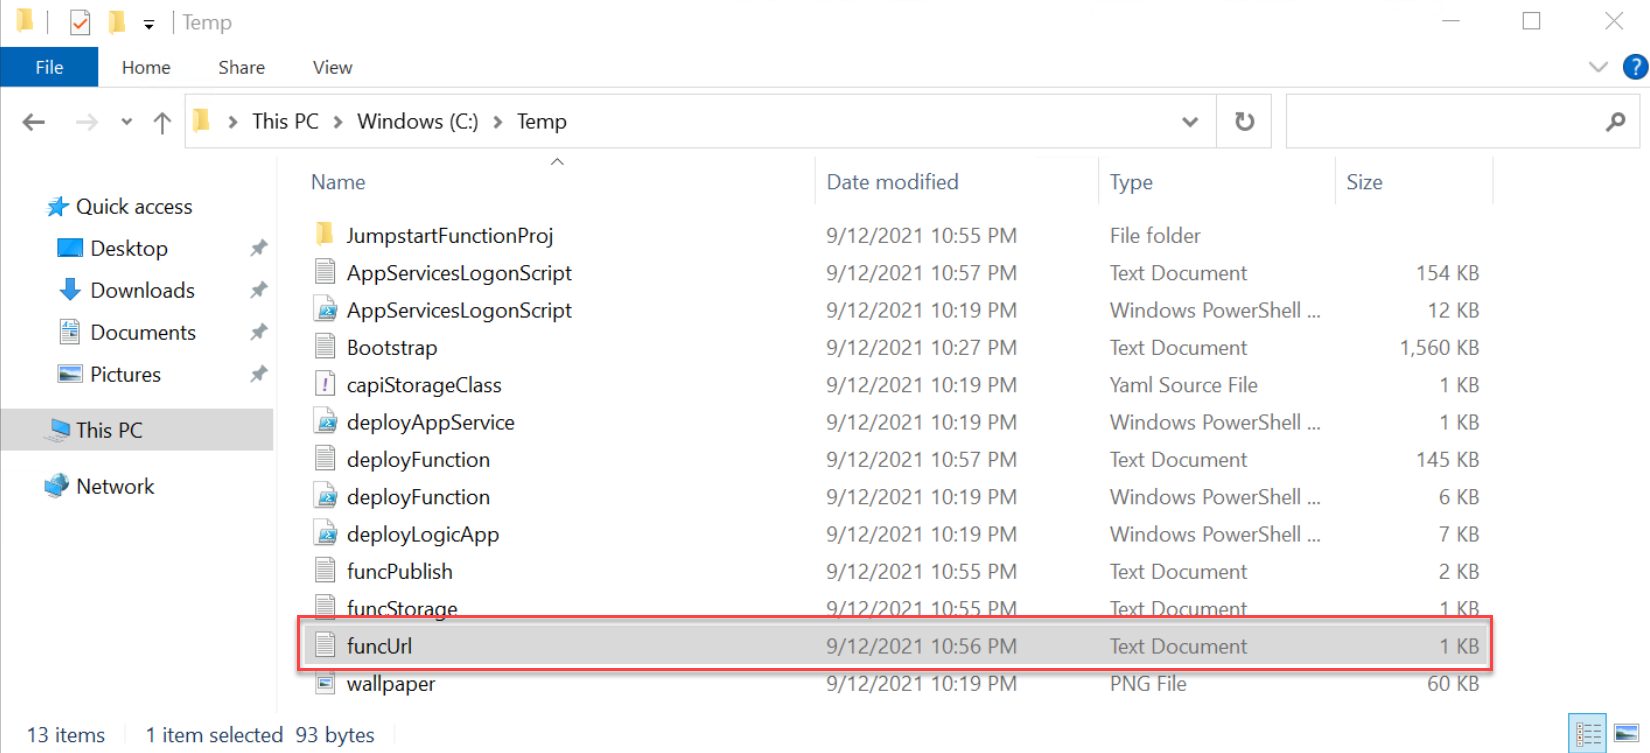 Temp
File Home Share View
This PC > Windows (C:) > Temp
Name Date modified Type Size
Quick access
Desktop
Downloads
Documents
Pictures
This PC
Network
JumpstartFunctionProj 9/12/2021 10:55 PM File folder
AppServicesLogonScript 9/12/2021 10:57 PM Text Document 154 KB
AppServicesLogonScript 9/12/2021 10:19 PM Windows PowerShell ... 12 KB
Bootstrap 9/12/2021 10:27 PM Text Document 1,560 KB
capiStorageClass 9/12/2021 10:19 PM Yaml Source File 1 KB
deployAppService 9/12/2021 10:19 PM Windows PowerShell ... 1 KB
deployFunction 9/12/2021 10:57 PM Text Document 145 KB
deployFunction 9/12/2021 10:19 PM Windows PowerShell ... 6 KB
deployLogicApp 9/12/2021 10:19 PM Windows PowerShell ... 7 KB
funcPublish 9/12/2021 10:55 PM Text Document 2 KB
funcStorage 9/12/2021 10:55 PM Text Document 1 KB
funcUrl 9/12/2021 10:56 PM Text Document 1 KB
wallpaper 9/12/2021 10:19 PM PNG File 60 KB
13 items 1 item selected 93 bytes